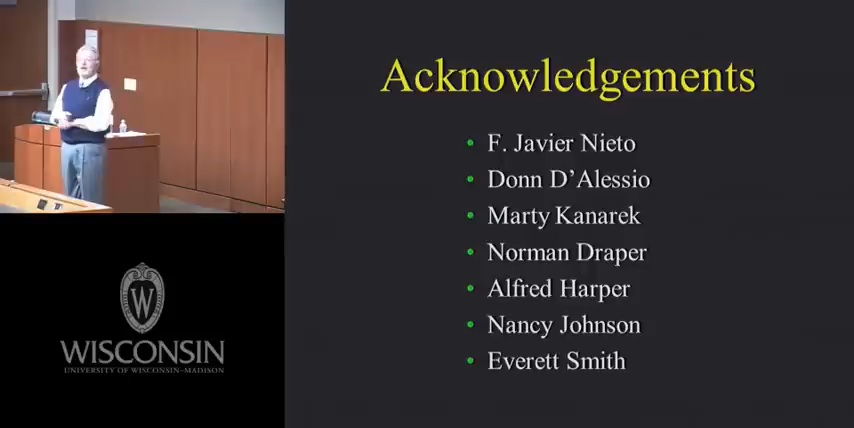 Acknowledgements
• F. Javier Nieto
• Donn D’Alessio
• Marty Kanarek
• Norman Draper
• Alfred Harper
• Nancy Johnson
• Everett Smith
W
WISCONSIN
UNIVERSITY OF WISCONSIN–MADISON